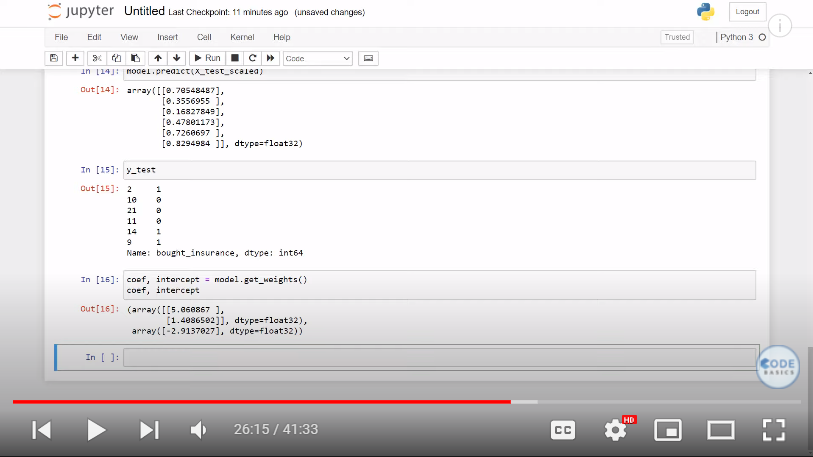 jupyter Untitled Last Checkpoint: 11 minutes ago (unsaved changes) Logout
File Edit View Insert Cell Kernel Help Trusted Python 3
Run Code
In [14]: model.predict(X_test_scaled)
Out[14]: array([[0.70548487],
[0.3556955 ],
[0.16827849],
[0.47801173],
[0.7260697 ],
[0.8294984 ]], dtype=float32)
In [15]: y_test
Out[15]: 2 1
10 0
21 0
11 0
14 1
9 1
Name: bought_insurance, dtype: int64
In [16]: coef, intercept = model.get_weights()
coef, intercept
Out[16]: (array([[5.060867 ],
[1.4086502]], dtype=float32),
array([-2.9137027], dtype=float32))
In [ ]:
CODE
BASICS
26:15 / 41:33 CC HD